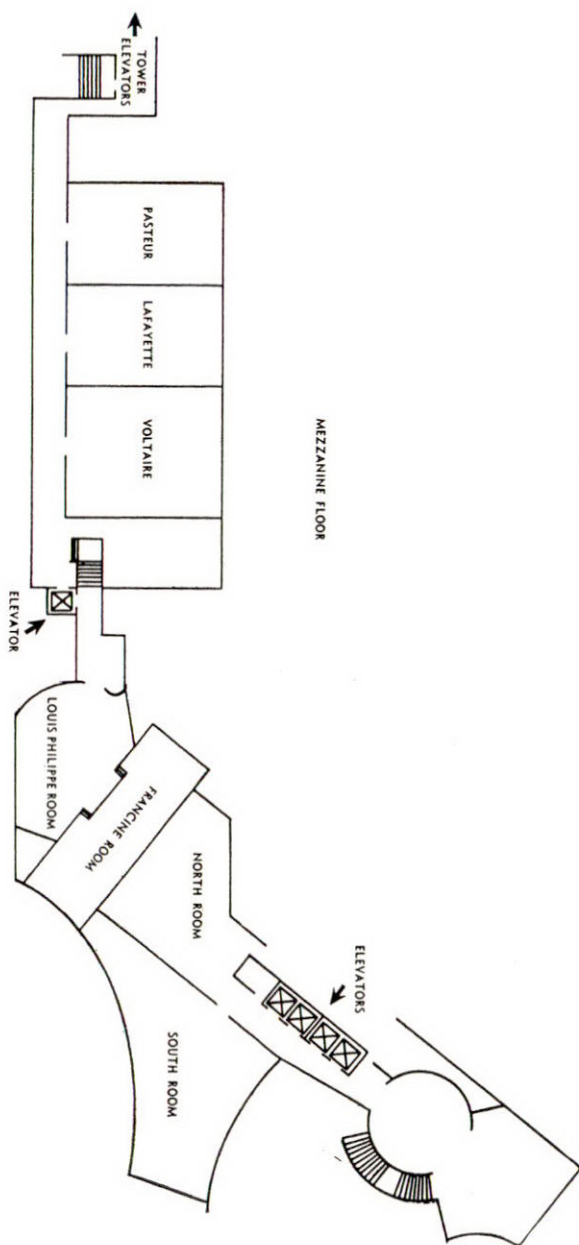 TOWER
ELEVATORS
PASTEUR
LAFAYETTE
VOLTAIRE
MEZZANINE FLOOR
ELEVATOR
LOUIS PHILIPPE ROOM
FRANCINE ROOM
NORTH ROOM
ELEVATORS
SOUTH ROOM